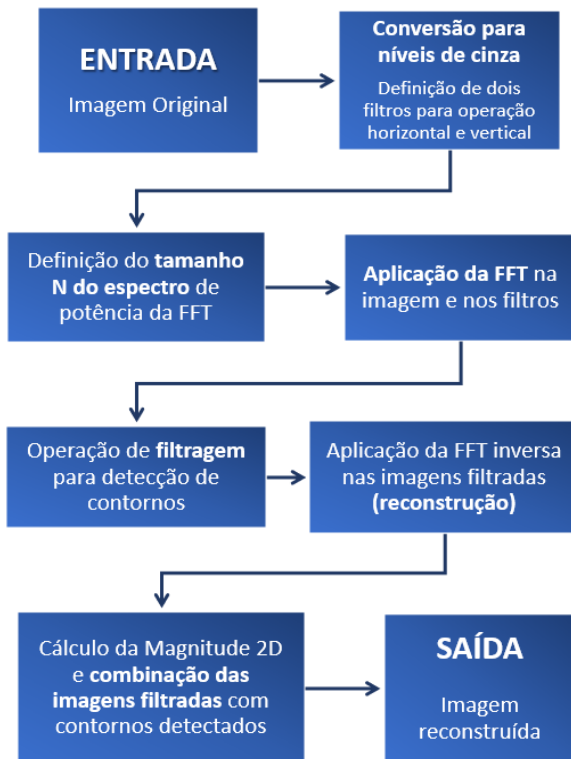 ENTRADA
Imagem Original
Conversão para
níveis de cinza
Definição de dois
filtros para operação
horizontal e vertical
Definição do tamanho
N do espectro de
potência da FFT
Aplicação da FFT na
imagem e nos filtros
Operação de filtragem
para detecção de
contornos
Aplicação da FFT inversa
nas imagens filtradas
(reconstrução)
Cálculo da Magnitude 2D
e combinação das
imagens filtradas com
contornos detectados
SAÍDA
Imagem
reconstruída